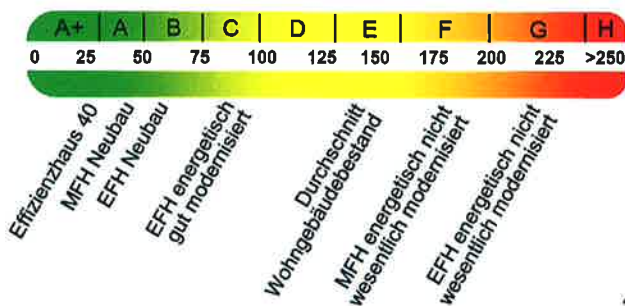 A+ A B C D E F G H
0 25 50 75 100 125 150 175 200 225 >250
Effizienzhaus 40
MFH Neubau
EFH Neubau
EFH energetisch
gut modernisiert
Durchschnitt
Wohngebäudebestand
MFH energetisch nicht
wesentlich modernisiert
EFH energetisch nicht
wesentlich modernisiert